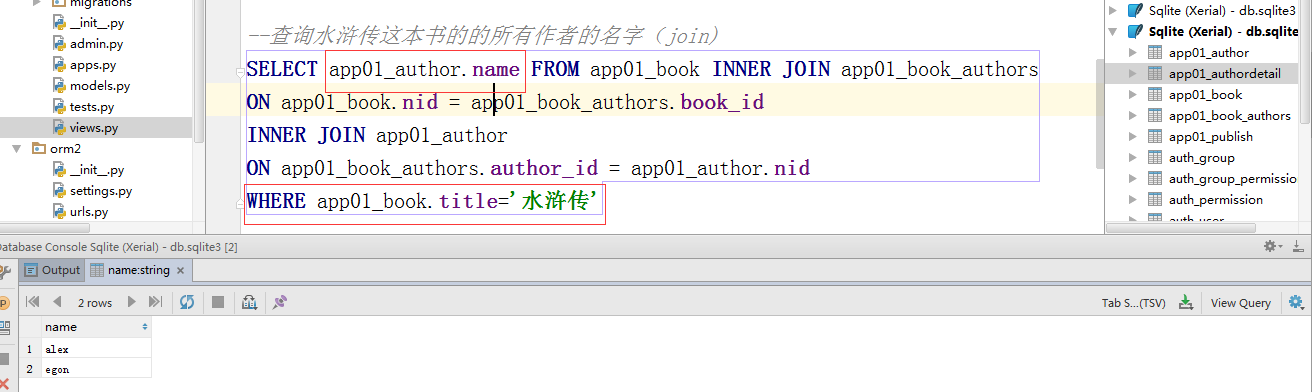 migrations
__init__.py
admin.py
apps.py
models.py
tests.py
views.py
orm2
__init__.py
settings.py
urls.py
--查询水浒传这本书的的所有作者的名字（join)
SELECT app01_author.name FROM app01_book INNER JOIN app01_book_authors
ON app01_book.nid = app01_book_authors.book_id
INNER JOIN app01_author
ON app01_book_authors.author_id = app01_author.nid
WHERE app01_book.title='水浒传'
Sqlite (Xerial) - db.sqlite3
Sqlite (Xerial) - db.sqlite
app01_author
app01_authordetail
app01_book
app01_book_authors
app01_publish
auth_group
auth_group_permissio
auth_permission
auth_user
Database Console Sqlite (Xerial) - db.sqlite3 [2]
Output name:string
2 rows Tab S...(TSV) View Query
name
1 alex
2 egon